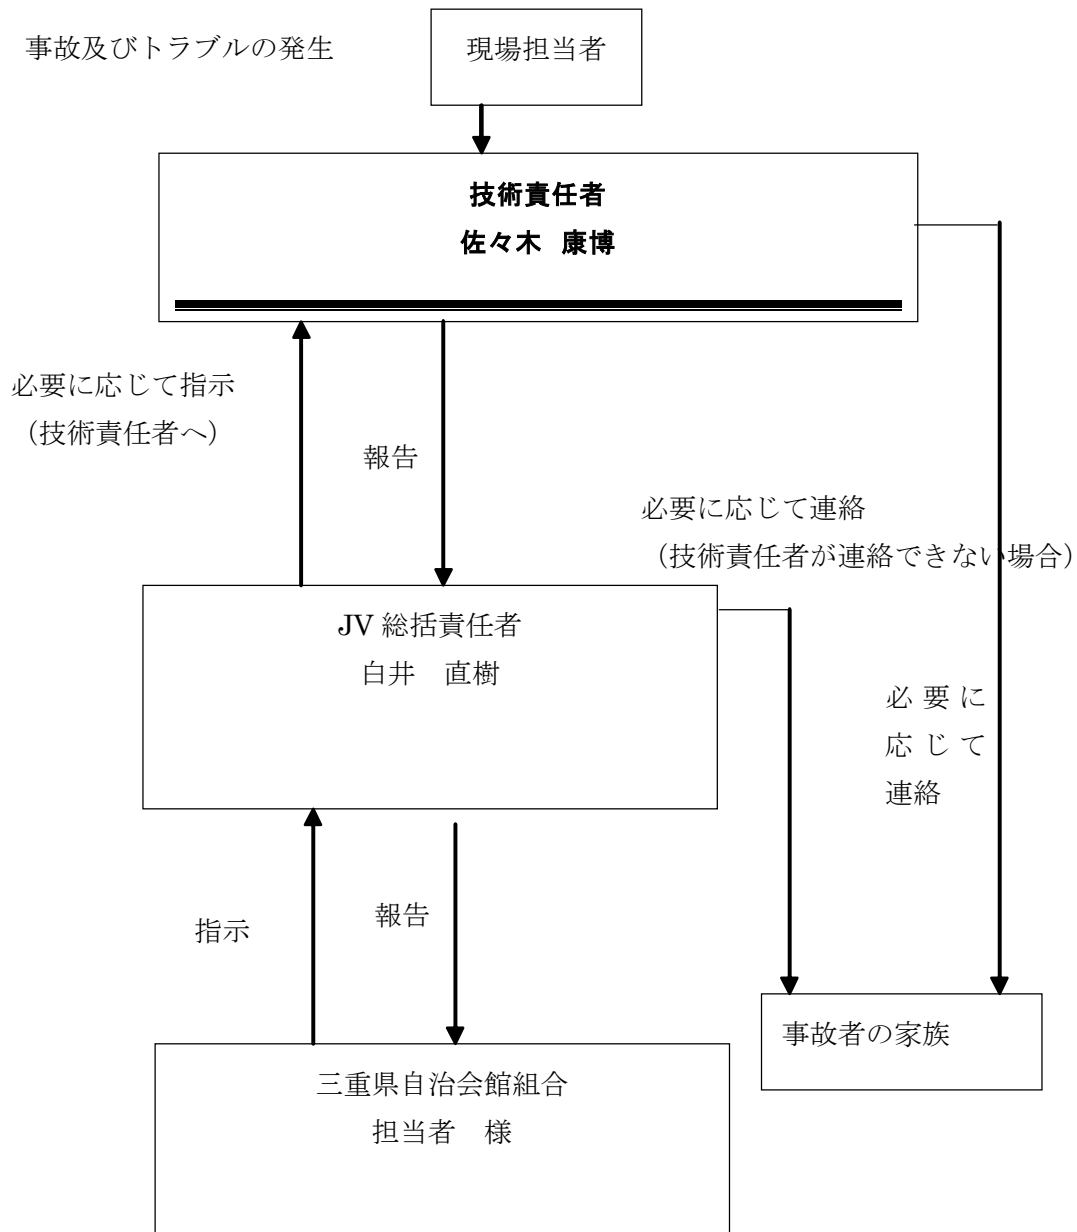 事故及びトラブルの発生
現場担当者
技術責任者
佐々木 康博
必要に応じて指示
（技術責任者へ）
報告
必要に応じて連絡
（技術責任者が連絡できない場合）
JV 総括責任者
白井　直樹
必 要 に
応 じ て
連絡
指示
報告
事故者の家族
三重県自治会館組合
担当者　様